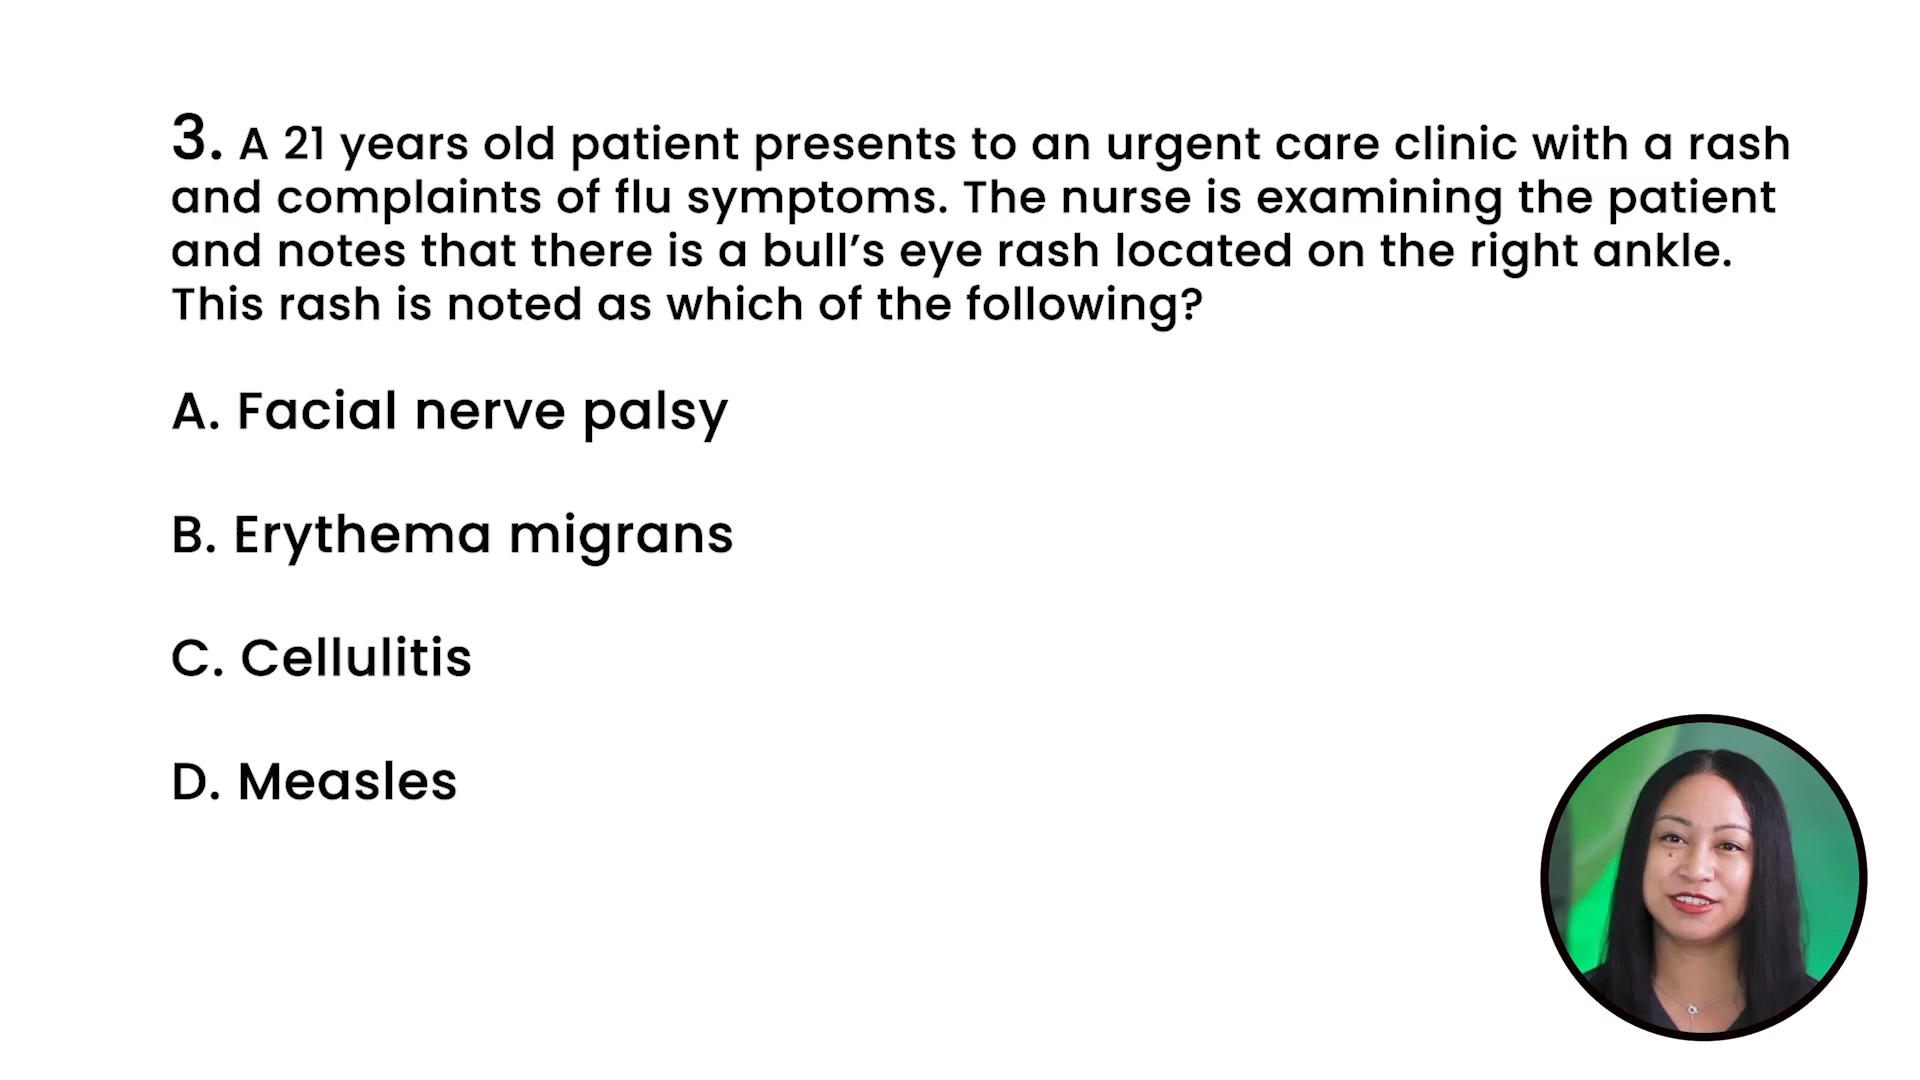 3. A 21 years old patient presents to an urgent care clinic with a rash
and complaints of flu symptoms. The nurse is examining the patient
and notes that there is a bull’s eye rash located on the right ankle.
This rash is noted as which of the following?
A. Facial nerve palsy
B. Erythema migrans
C. Cellulitis
D. Measles